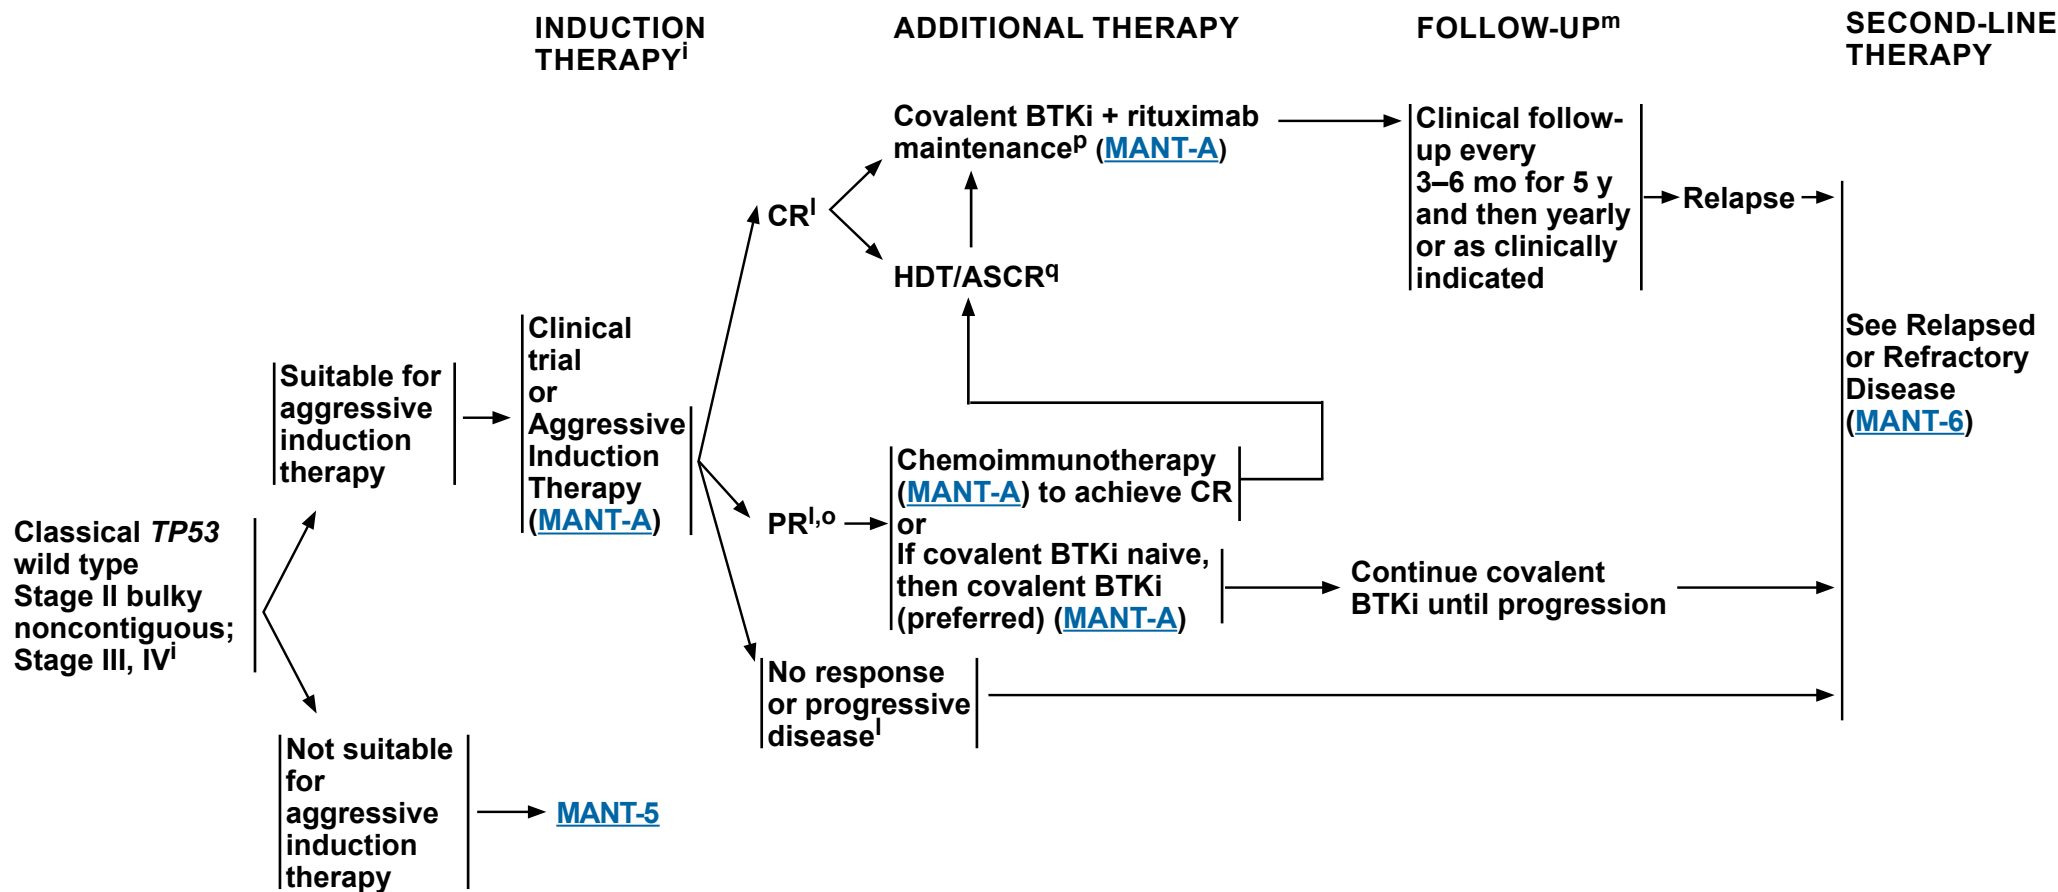 INDUCTION
THERAPYi
ADDITIONAL THERAPY
FOLLOW-UPm
SECOND-LINE
THERAPY
Classical TP53
wild type
Stage II bulky
noncontiguous;
Stage III, IVi
Suitable for
aggressive
induction
therapy
Not suitable
for
aggressive
induction
therapy
MANT-5
Clinical
trial
or
Aggressive
Induction
Therapy
(MANT-A)
CRl
PRl,o
No response
or progressive
diseasel
Covalent BTKi + rituximab
maintenancep (MANT-A)
HDT/ASCRq
Chemoimmunotherapy
(MANT-A) to achieve CR
or
If covalent BTKi naive,
then covalent BTKi
(preferred) (MANT-A)
Clinical follow-
up every
3–6 mo for 5 y
and then yearly
or as clinically
indicated
Relapse
Continue covalent
BTKi until progression
See Relapsed
or Refractory
Disease
(MANT-6)